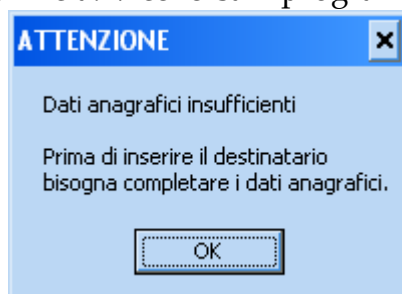 ATTENZIONE
Dati anagrafici insufficienti
Prima di inserire il destinatario
bisogna completare i dati anagrafici.
OK